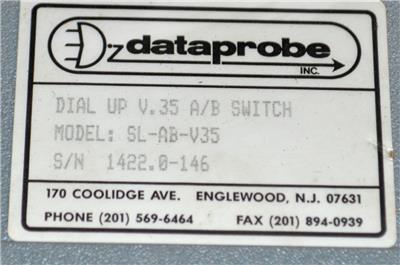 dataprobe
INC.
DIAL UP V.35 A/B SWITCH
MODEL: SL-AB-V35
S/N 1422.0-146
170 COOLIDGE AVE. ENGLEWOOD, N.J. 07631
PHONE (201) 569-6464 FAX (201) 894-0939